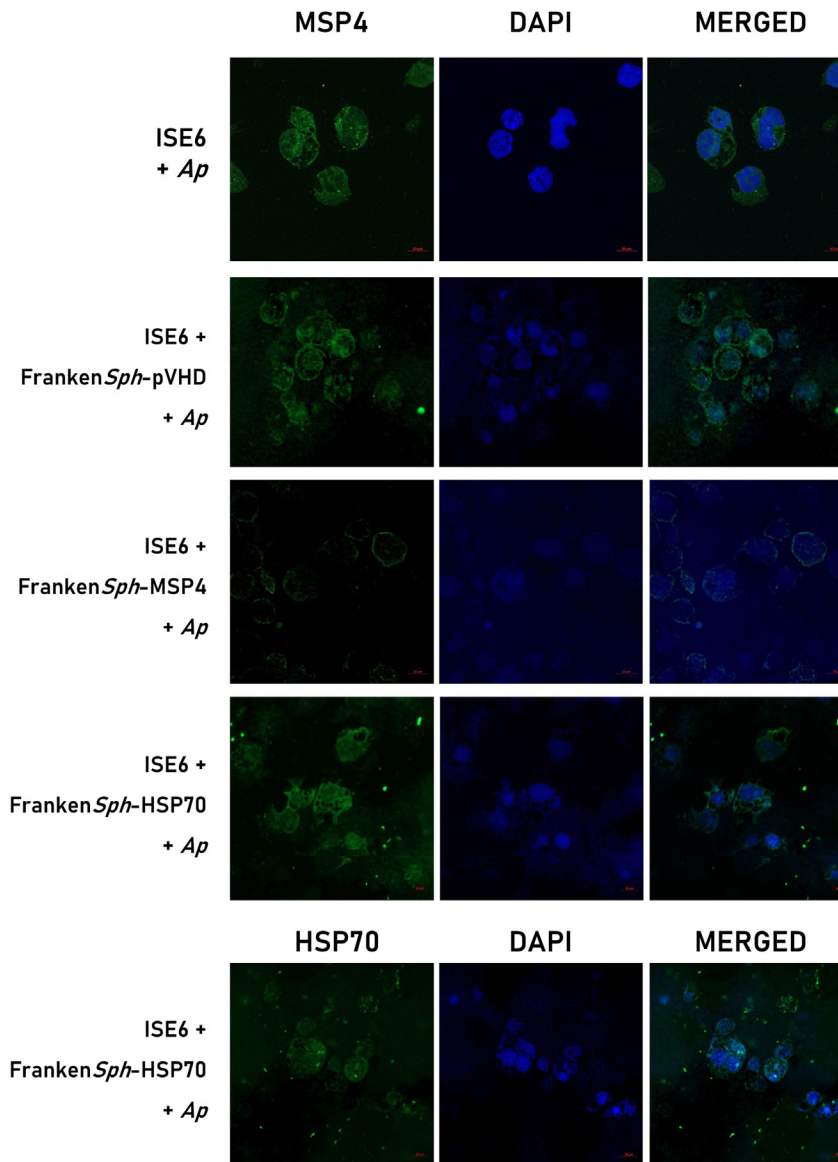 MSP4 DAPI MERGED
ISE6
+ Ap
ISE6 +
FrankenSph-pVHD
+ Ap
ISE6 +
FrankenSph-MSP4
+ Ap
ISE6 +
FrankenSph-HSP70
+ Ap
HSP70 DAPI MERGED
ISE6 +
FrankenSph-HSP70
+ Ap